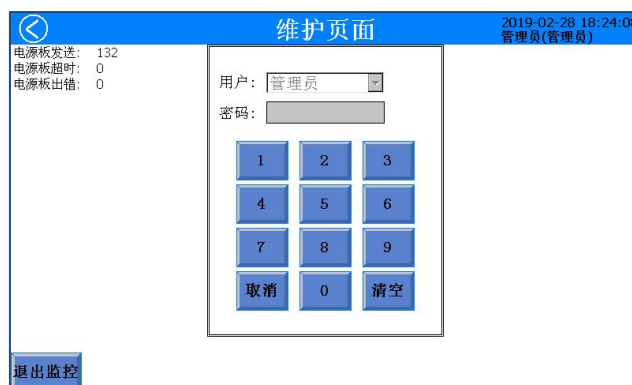 维护页面
2019-02-28 18:24:08
管理员(管理员)
电源板发送: 132
电源板超时: 0
电源板出错: 0
用户: 管理员
密码:
1 2 3
4 5 6
7 8 9
取消 0 清空
退出监控